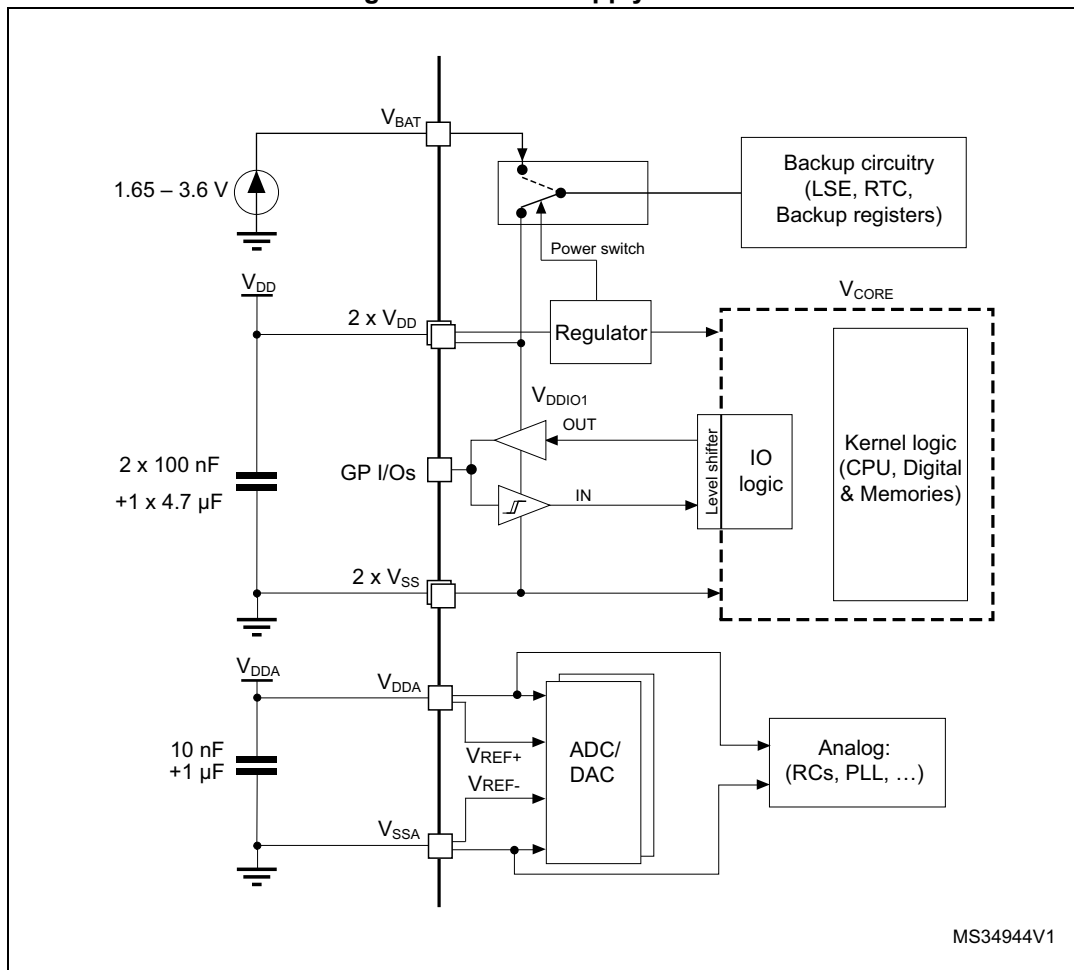 VBAT
1.65 – 3.6 V
Backup circuitry
(LSE, RTC,
Backup registers)
Power switch
VDD
2 x VDD
Regulator
VCORE
VDDIO1
OUT
2 x 100 nF
+1 x 4.7 µF
GP I/Os
IN
Level shifter
IO
logic
Kernel logic
(CPU, Digital
& Memories)
2 x VSS
VDDA
VDDA
10 nF
+1 µF
VREF+
VREF-
ADC/
DAC
Analog:
(RCs, PLL, …)
VSSA
MS34944V1